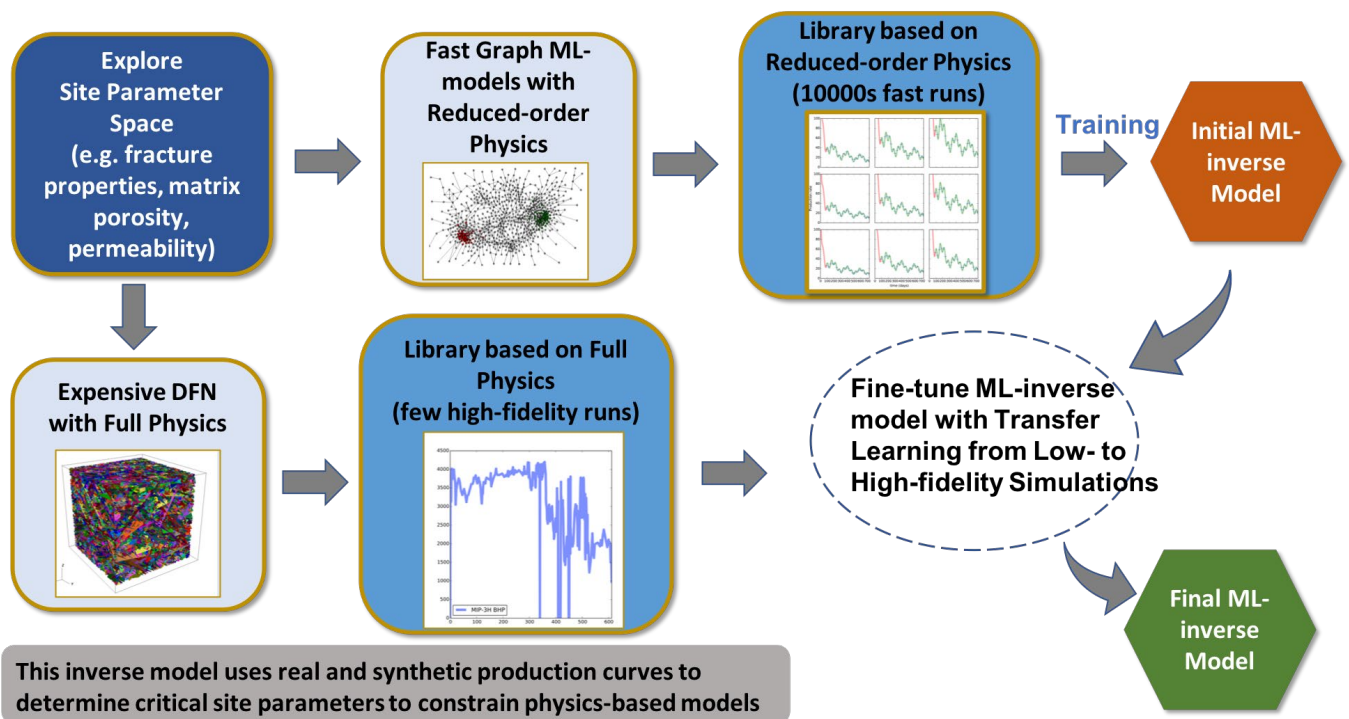 Explore
Site Parameter
Space
(e.g. fracture
properties, matrix
porosity,
permeability)
Fast Graph ML-
models with
Reduced-order
Physics
Library based on
Reduced-order Physics
(10000s fast runs)
Training
Initial ML-
inverse
Model
Expensive DFN
with Full Physics
Library based on Full
Physics
(few high-fidelity runs)
4500
4000
3500
3000
2500
2000
1500
1000
500
0
MIP-3H BHP
0 100 200 300 400 500 600
Fine-tune ML-inverse
model with Transfer
Learning from Low- to
High-fidelity Simulations
Final ML-
inverse
Model
This inverse model uses real and synthetic production curves to
determine critical site parameters to constrain physics-based models